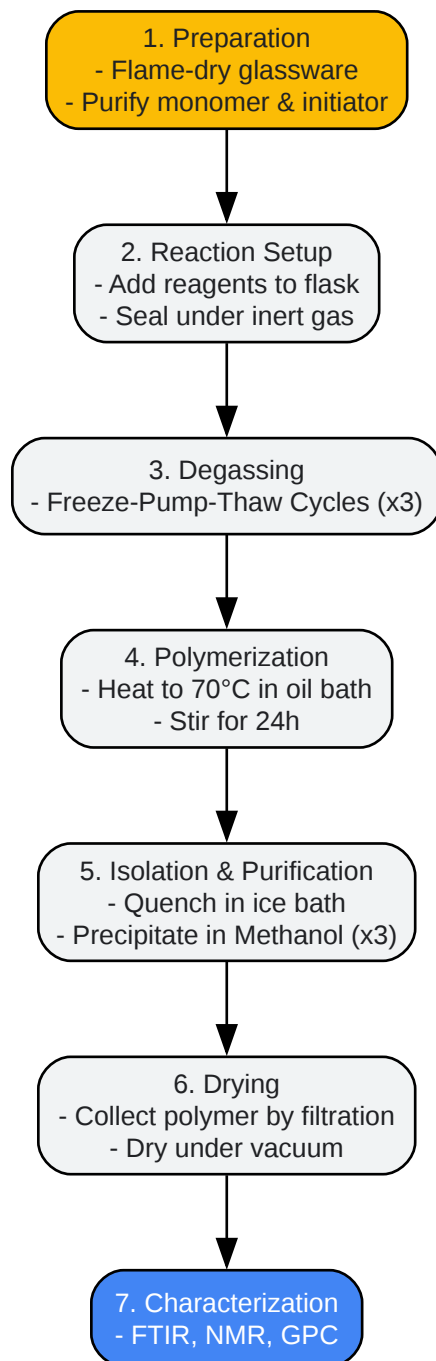 1. Preparation
- Flame-dry glassware
- Purify monomer & initiator
2. Reaction Setup
- Add reagents to flask
- Seal under inert gas
3. Degassing
- Freeze-Pump-Thaw Cycles (x3)
4. Polymerization
- Heat to 70°C in oil bath
- Stir for 24h
5. Isolation & Purification
- Quench in ice bath
- Precipitate in Methanol (x3)
6. Drying
- Collect polymer by filtration
- Dry under vacuum
7. Characterization
- FTIR, NMR, GPC